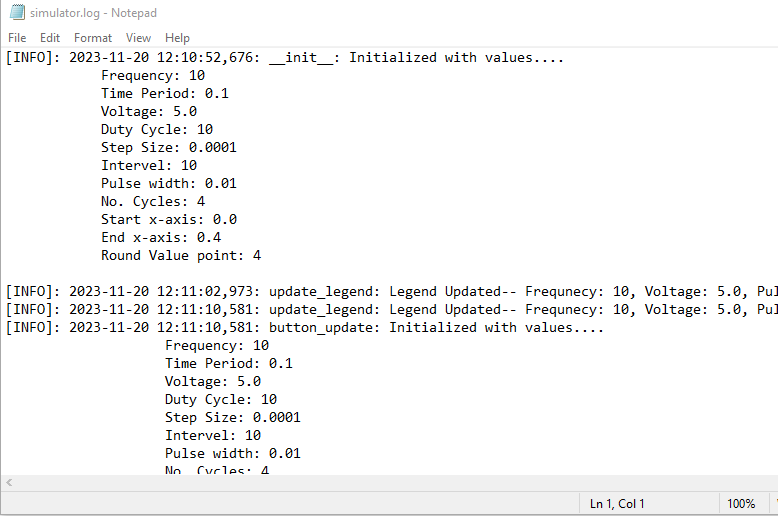 simulator.log - Notepad
File Edit Format View Help
[INFO]: 2023-11-20 12:10:52,676: __init__: Initialized with values....
Frequency: 10
Time Period: 0.1
Voltage: 5.0
Duty Cycle: 10
Step Size: 0.0001
Intervel: 10
Pulse width: 0.01
No. Cycles: 4
Start x-axis: 0.0
End x-axis: 0.4
Round Value point: 4
[INFO]: 2023-11-20 12:11:02,973: update_legend: Legend Updated-- Frequnecy: 10, Voltage: 5.0, Pul
[INFO]: 2023-11-20 12:11:10,581: update_legend: Legend Updated-- Frequnecy: 10, Voltage: 5.0, Pul
[INFO]: 2023-11-20 12:11:10,581: button_update: Initialized with values....
Frequency: 10
Time Period: 0.1
Voltage: 5.0
Duty Cycle: 10
Step Size: 0.0001
Intervel: 10
Pulse width: 0.01
No. Cycles: 4
Ln 1, Col 1 100%